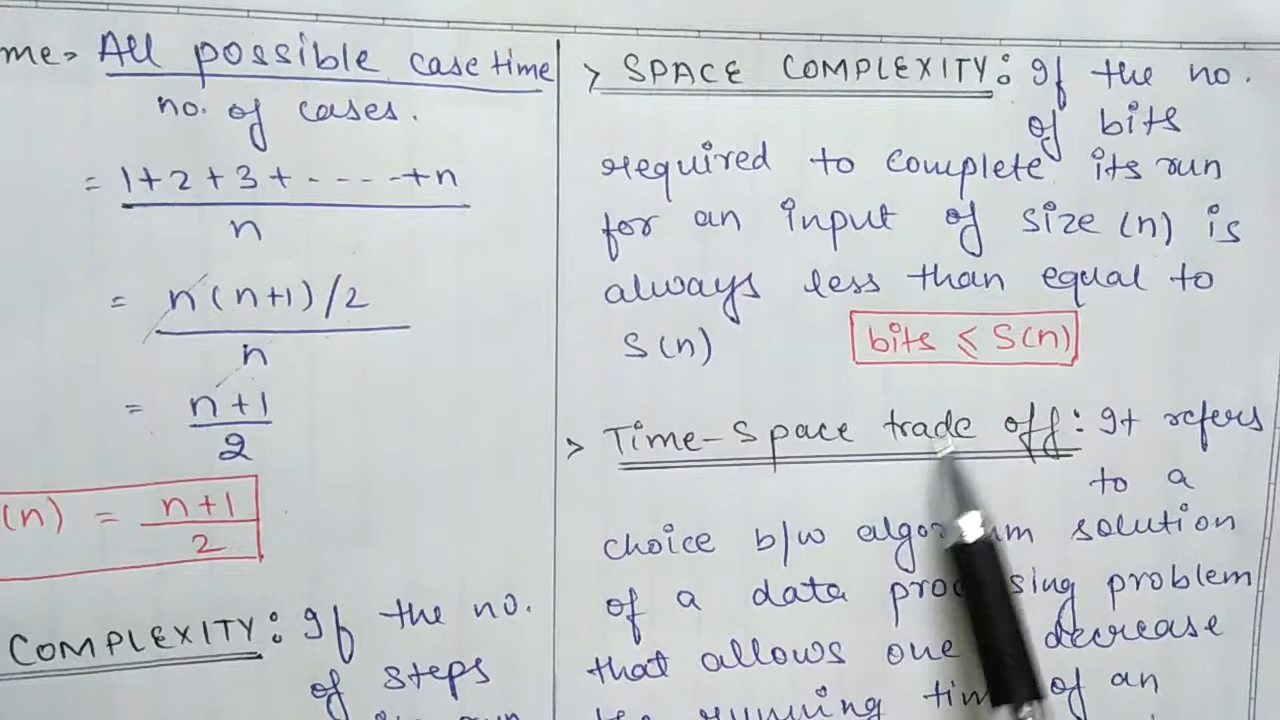 me = All possible case time
no. of cases.
= 1+2+3+ - - - - +n
n
= n(n+1)/2
n
= n+1
2
(n) = n+1
2
COMPLEXITY: If the no.
of steps
> SPACE COMPLEXITY: If the no.
of bits
required to complete its run
for an input of size (n) is
always less than equal to
S(n) bits ≤ S(n)
> Time-Space trade off: It refers
to a
choice b/w solution
of a data problem
that allows one decrease
running of an